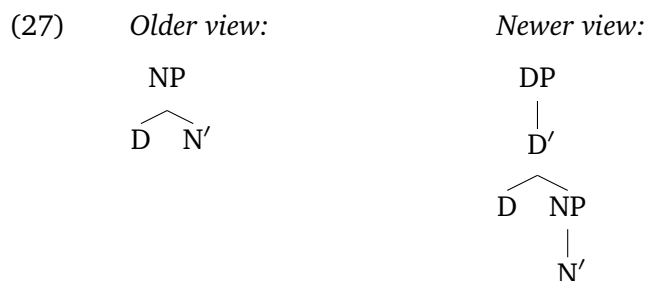 (27) Older view: Newer view:
NP DP
D N′ D′
D NP
N′